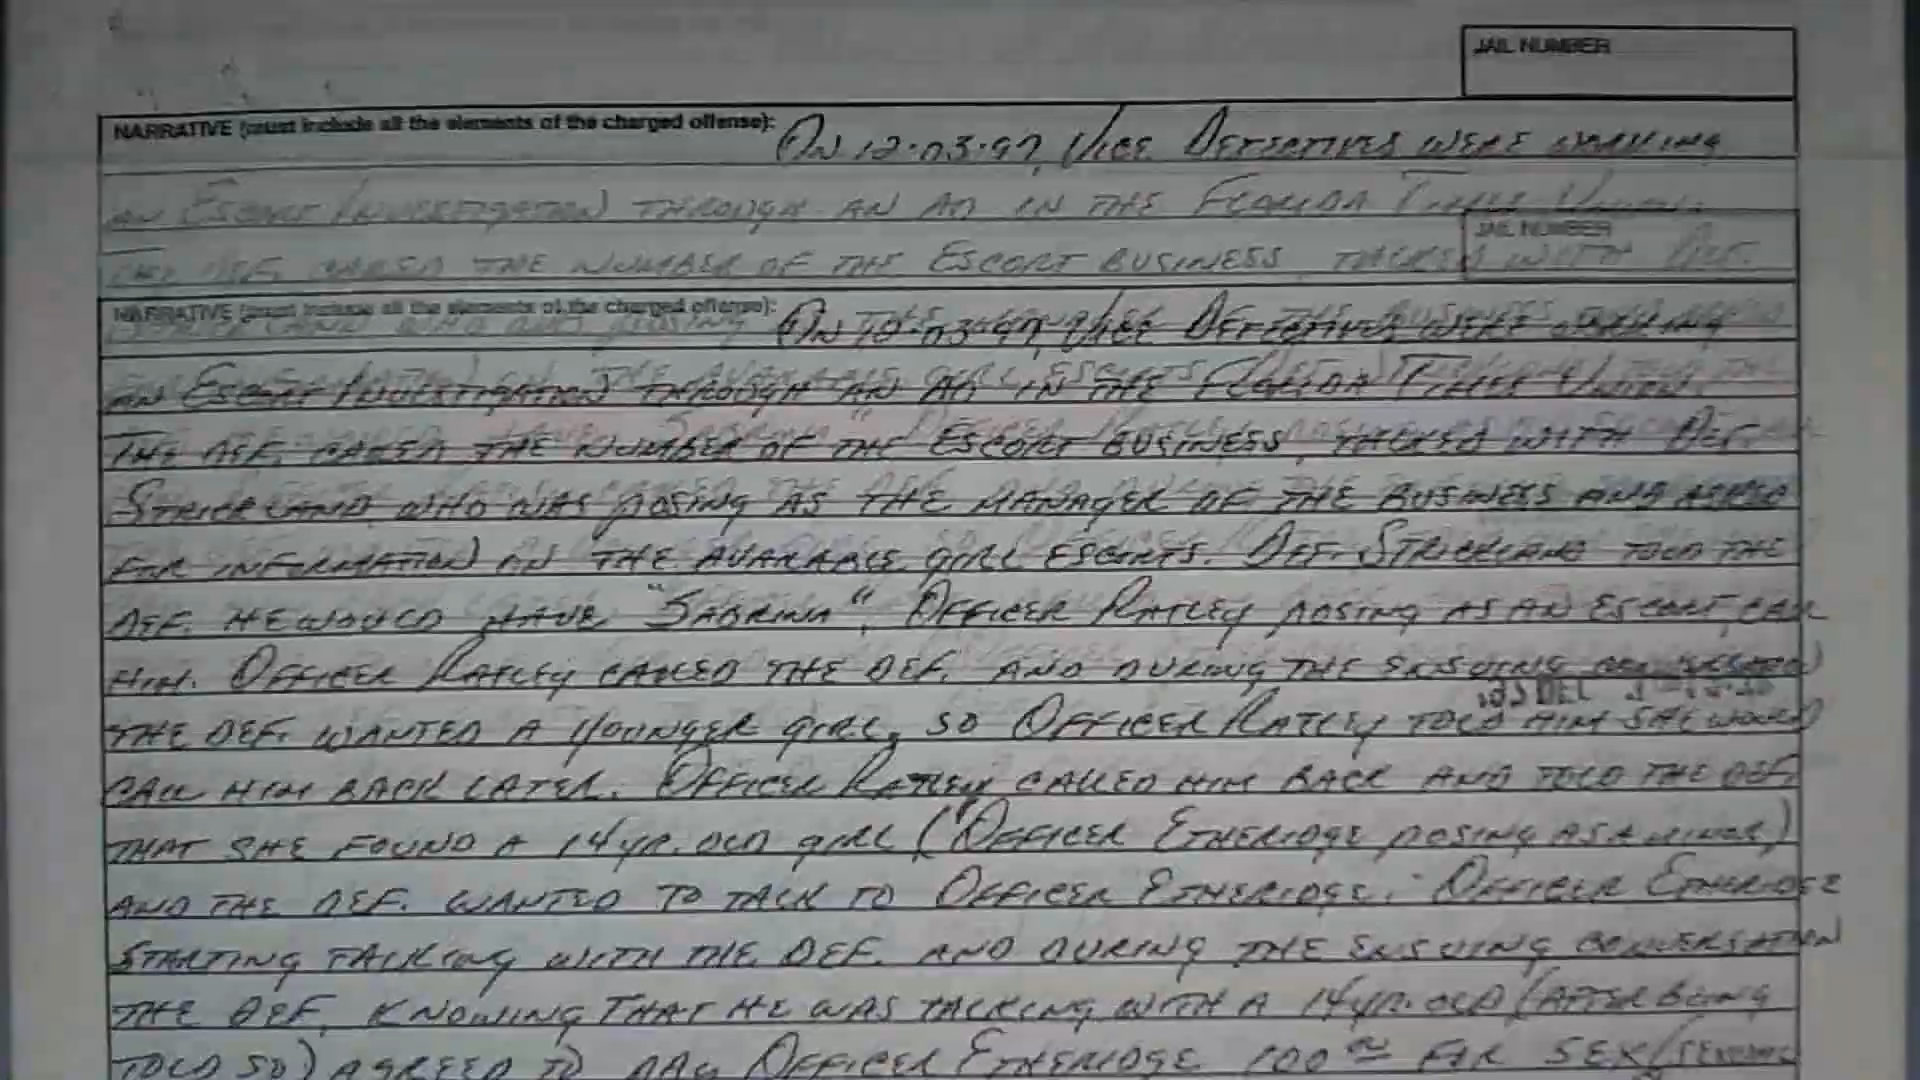 JAIL NUMBER
NARRATIVE (must include all the elements of the charged offense): ON 12-03-97, VICE DETECTIVES WERE WORKING
AN ESCORT INVESTIGATION THROUGH AN AD IN THE FLORIDA TIMES UNION.
THE DEF. CALLED THE NUMBER OF THE ESCORT BUSINESS, TALKED WITH DET.
JAIL NUMBER
NARRATIVE (must include all the elements of the charged offense): ON 03-97, VICE DETECTIVES WERE WORKING
AN ESCORT INVESTIGATION THROUGH AN AD IN THE FLORIDA TIMES UNION.
THE DEF. CALLED THE NUMBER OF THE ESCORT BUSINESS, TALKED WITH DET.
STRICKLAND WHO WAS POSING AS THE MANAGER OF THE BUSINESS AND ASKED
FOR INFORMATION ON THE AVAILABLE GIRL ESCORTS. DET. STRICKLAND TOLD THE
DEF. HE WOULD HAVE "SABRINA", OFFICER RATLEY POSING AS AN ESCORT, CALL
HIM. OFFICER RATLEY CALLED THE DEF. AND DURING THE ENSUING
DEC
THE DEF. WANTED A YOUNGER GIRL, SO OFFICER RATLEY TOLD HIM SHE WOULD
CALL HIM BACK LATER. OFFICER RATLEY CALLED HIM BACK AND TOLD THE DEF.
THAT SHE FOUND A 14 YR. OLD GIRL (OFFICER ETHERIDGE POSING AS A MINOR)
AND THE DEF. WANTED TO TALK TO OFFICER ETHERIDGE. OFFICER ETHERIDGE
STARTING TALKING WITH THE DEF. AND DURING THE ENSUING CONVERSATION
THE DEF, KNOWING THAT HE WAS TALKING WITH A 14 YR. OLD (AFTER BEING
TOLD SO) AGREED TO PAY OFFICER ETHERIDGE 100 FOR SEX